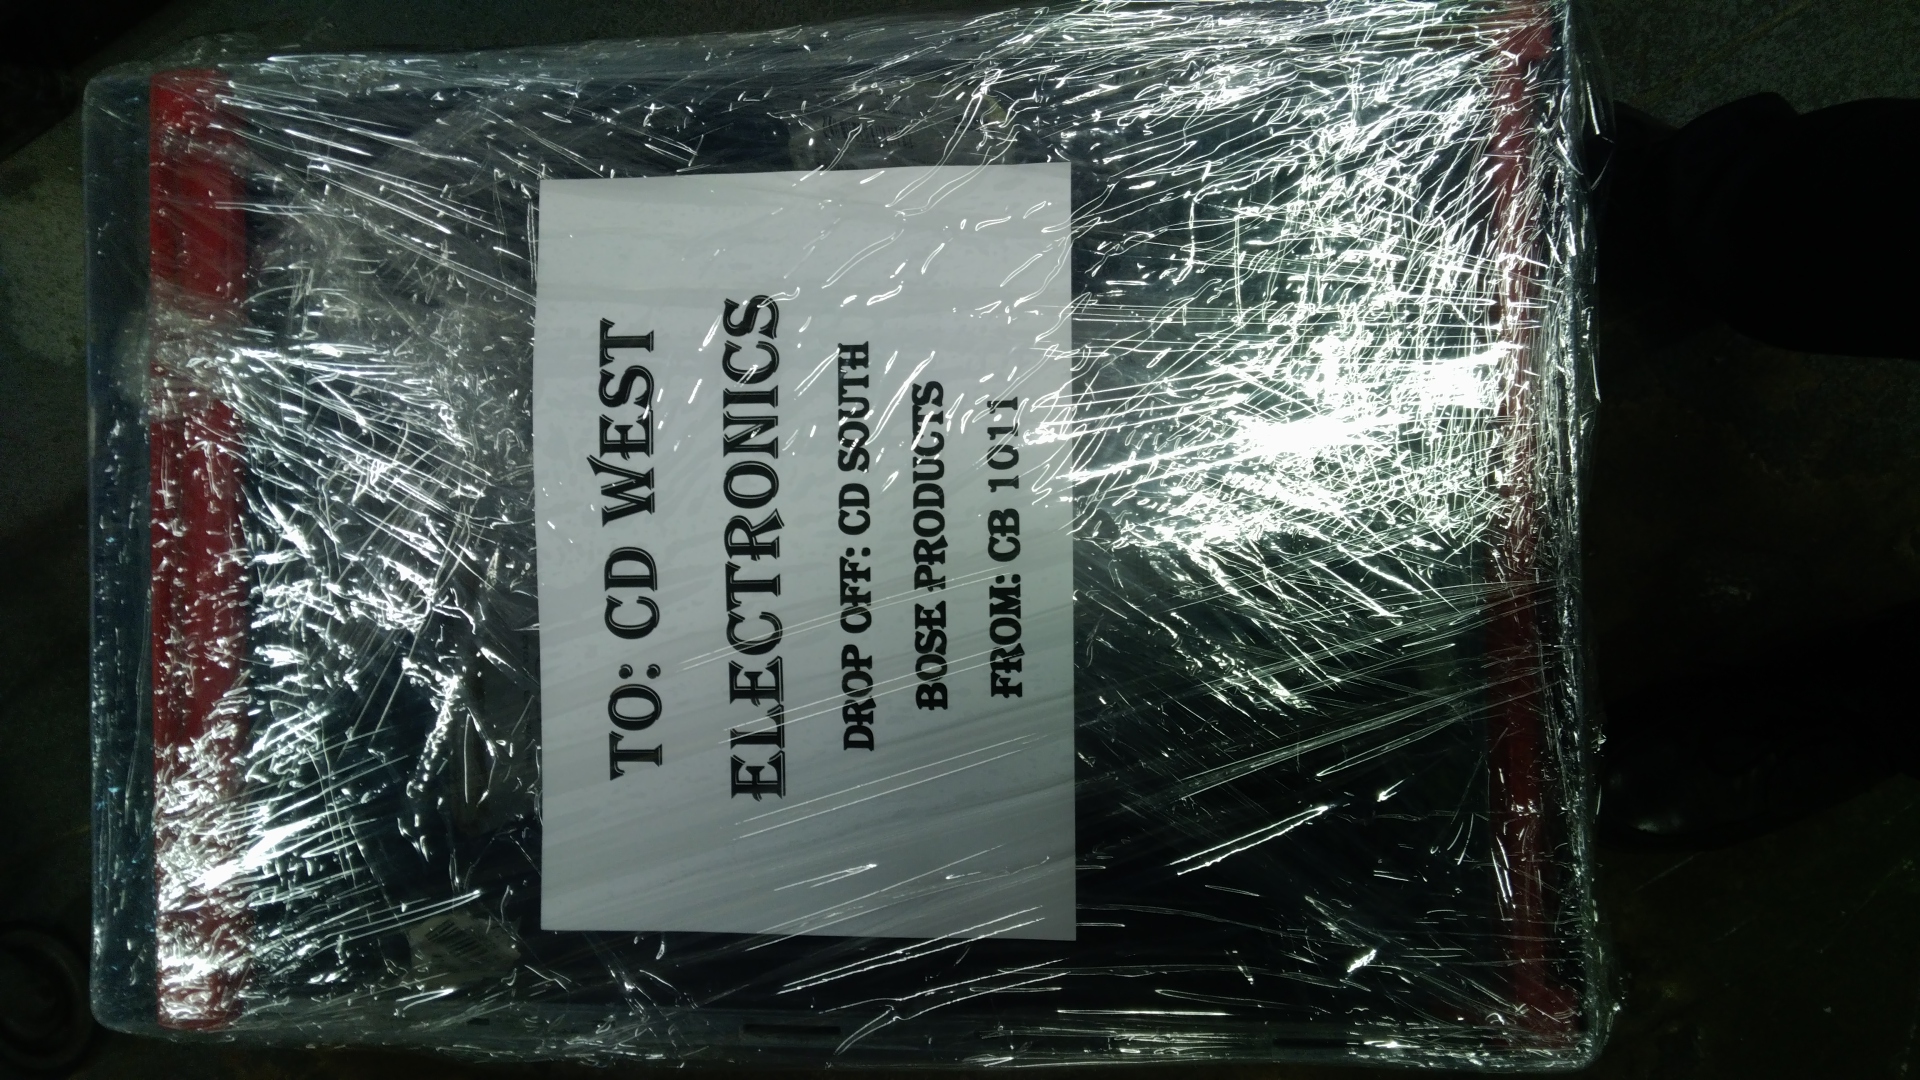 TO: CD WEST
ELECTRONICS
DROP OFF: CD SOUTH
BOSE PRODUCTS
FROM: CB 1011